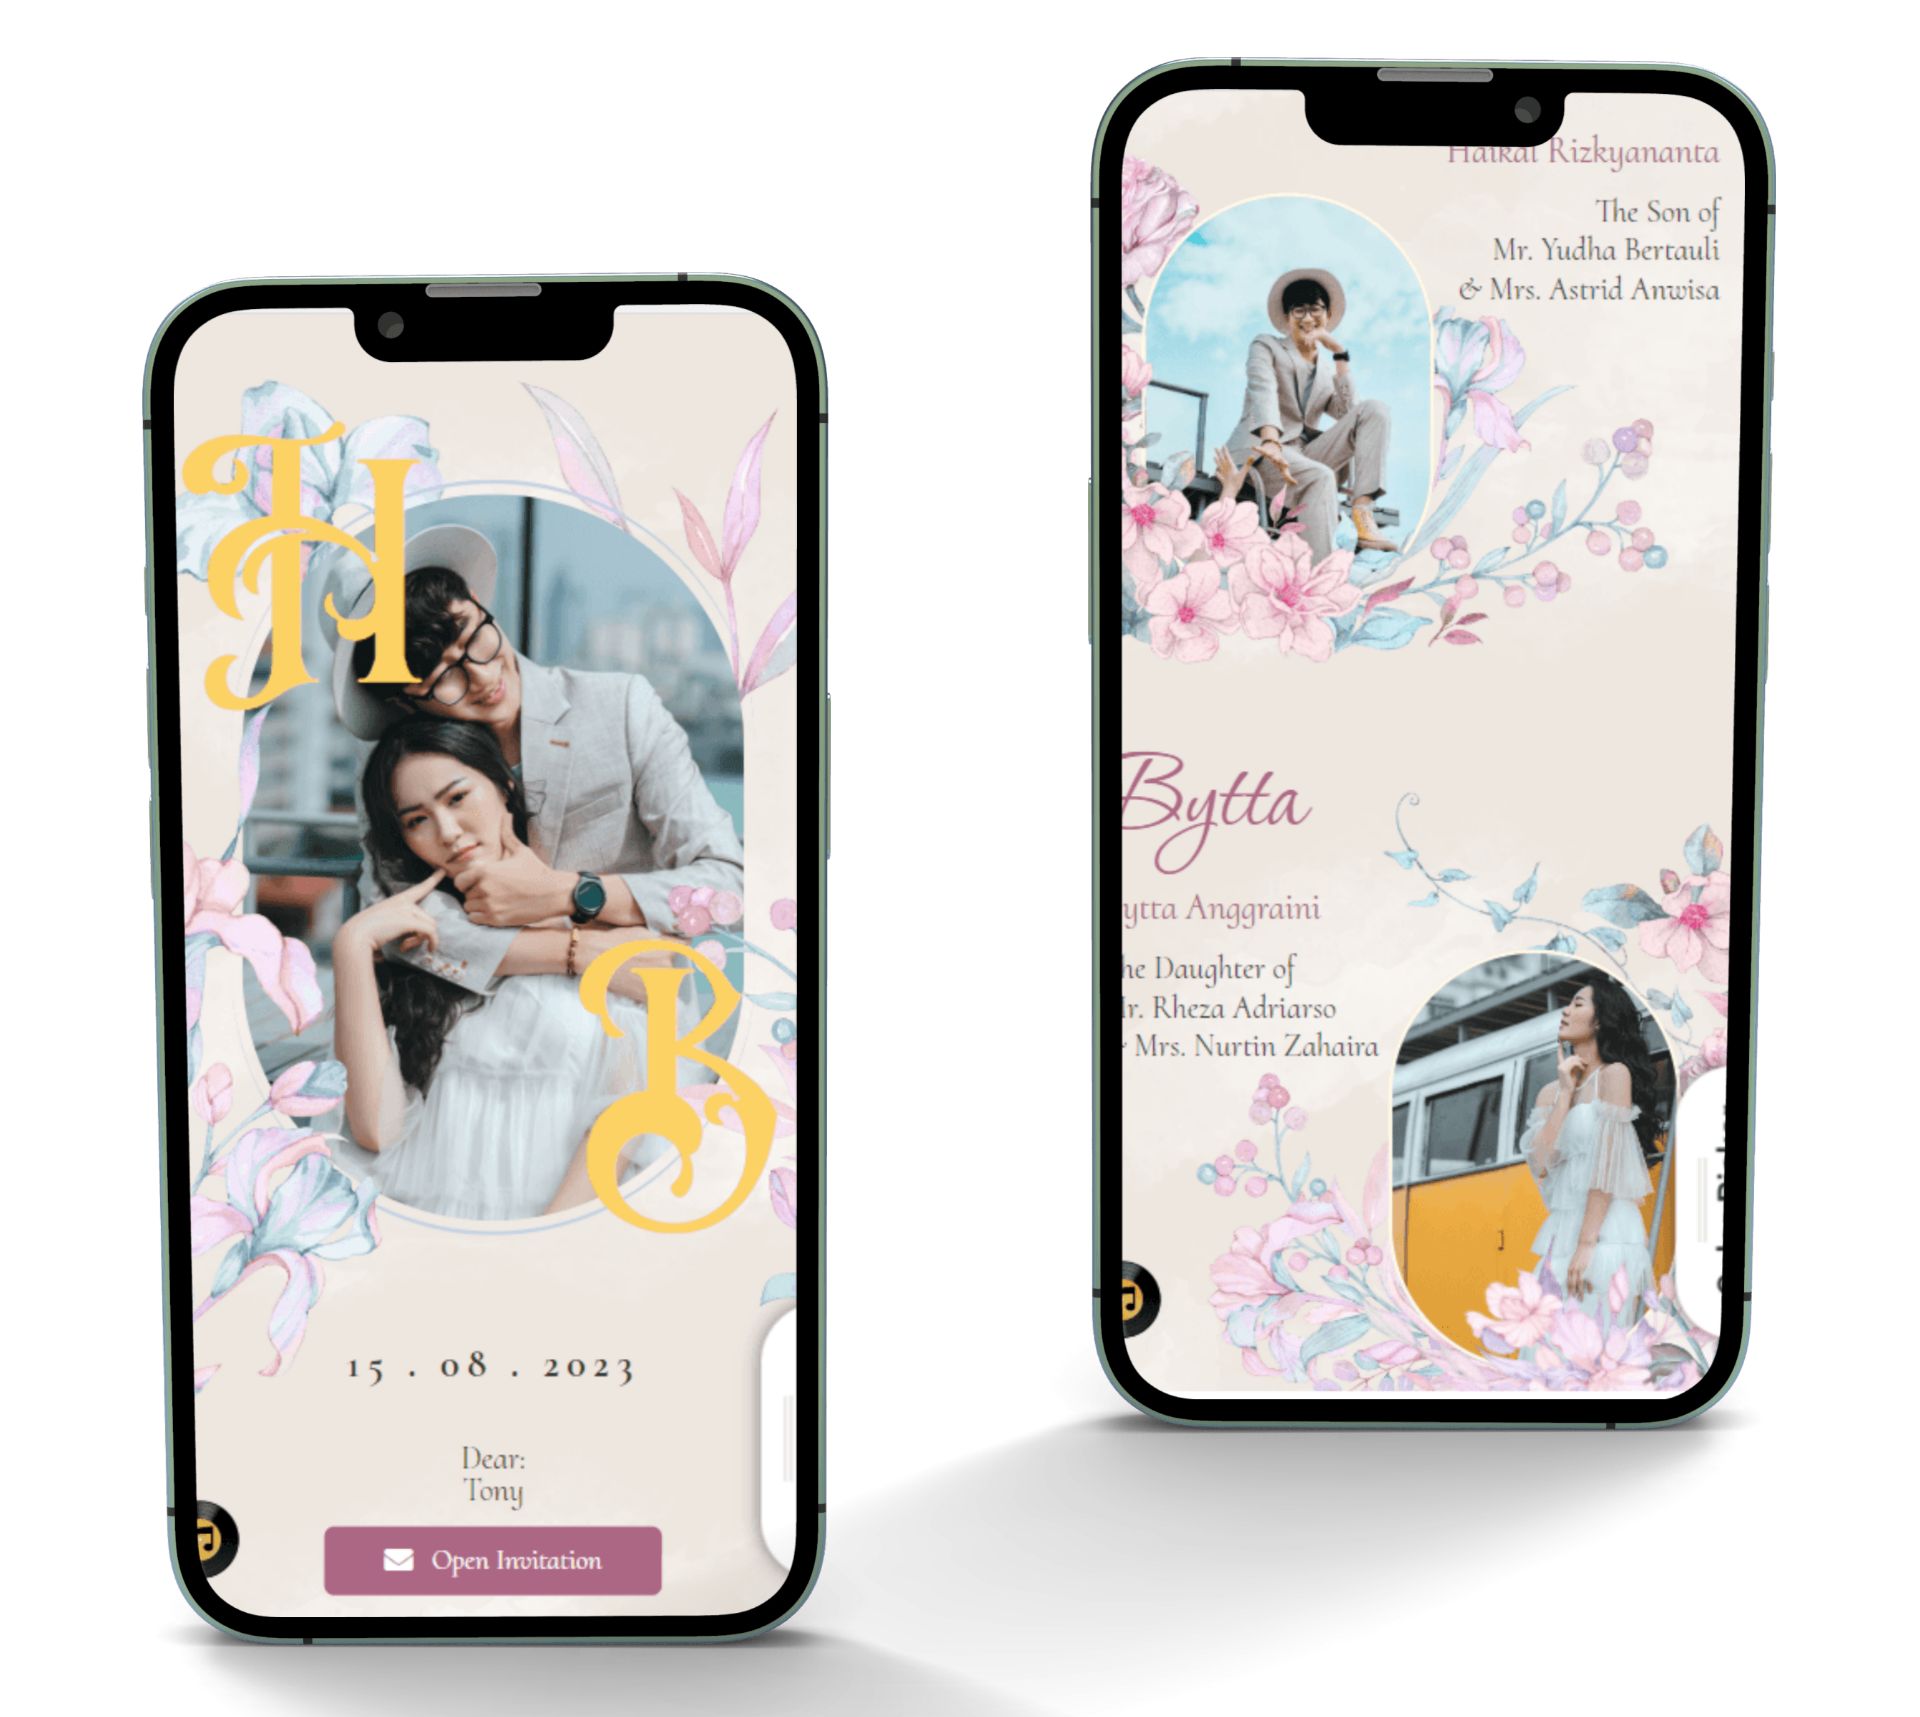 H
B
15 . 08 . 2023
Dear:
Tony
Open Invitation
Haikal Rizkyananta
The Son of
Mr. Yudha Bertauli
& Mrs. Astrid Anwisa
Bytta
ytta Anggraini
he Daughter of
Mr. Rheza Adriarso
Mrs. Nurtin Zahaira